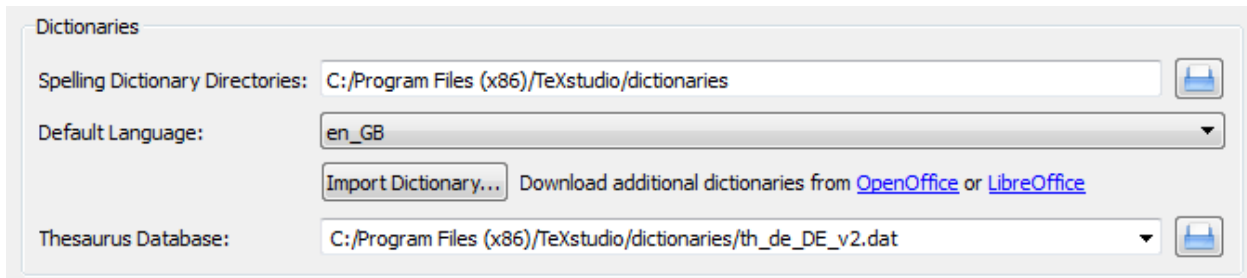 Dictionaries
Spelling Dictionary Directories: C:/Program Files (x86)/TeXstudio/dictionaries
Default Language: en_GB
Import Dictionary... Download additional dictionaries from OpenOffice or LibreOffice
Thesaurus Database: C:/Program Files (x86)/TeXstudio/dictionaries/th_de_DE_v2.dat